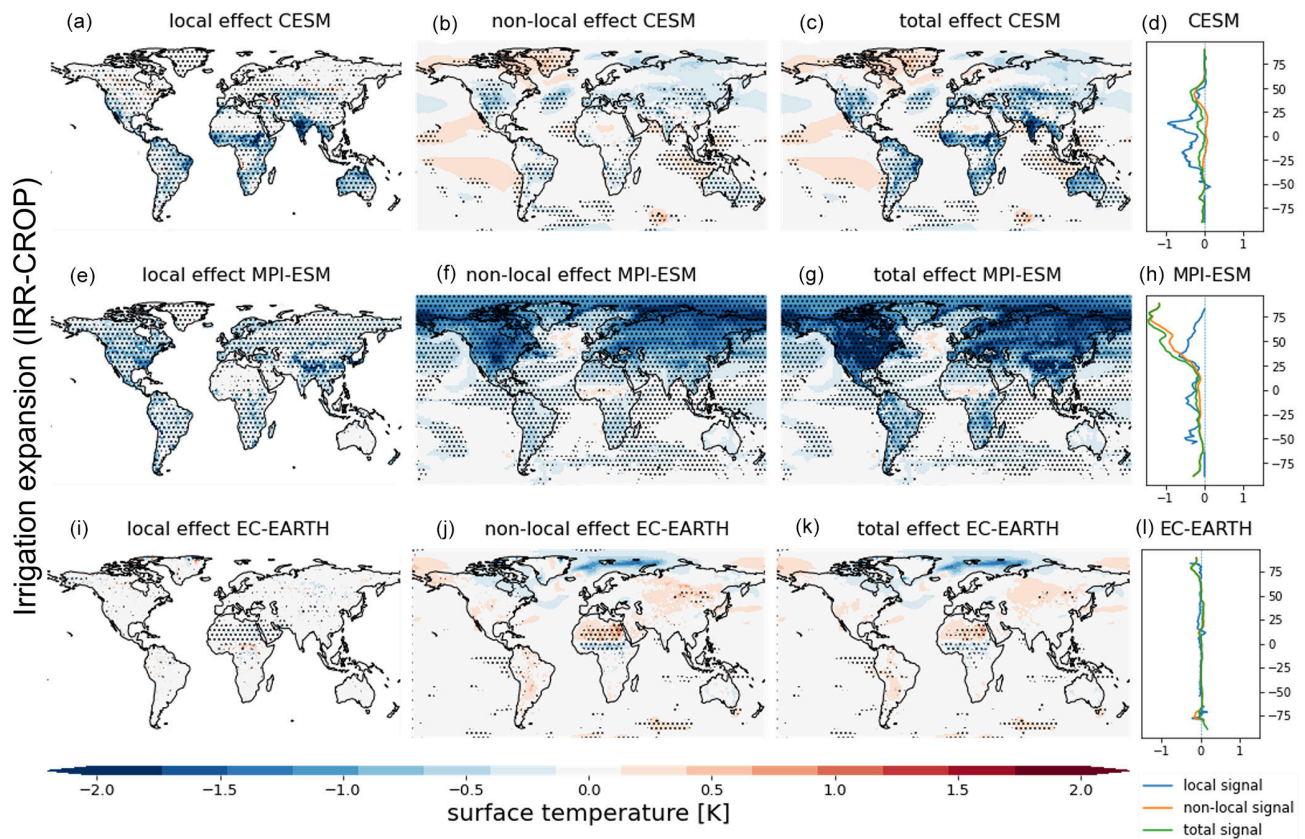 (a) local effect CESM
(b) non-local effect CESM
(c) total effect CESM
(d) CESM
75
50
25
0
−25
−50
−75
−1 0 1
Irrigation expansion (IRR-CROP)
(e) local effect MPI-ESM
(f) non-local effect MPI-ESM
(g) total effect MPI-ESM
(h) MPI-ESM
75
50
25
0
−25
−50
−75
−1 0 1
(i) local effect EC-EARTH
(j) non-local effect EC-EARTH
(k) total effect EC-EARTH
(l) EC-EARTH
75
50
25
0
−25
−50
−75
−1 0 1
−2.0 −1.5 −1.0 −0.5 0.0 0.5 1.0 1.5 2.0
surface temperature [K]
local signal
non-local signal
total signal